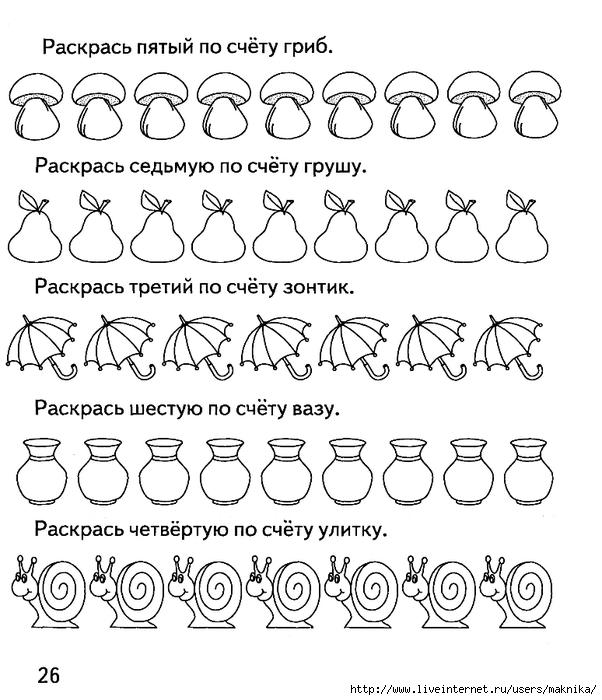 Раскрась пятый по счёту гриб.
Раскрась седьмую по счёту грушу.
Раскрась третий по счёту зонтик.
Раскрась шестую по счёту вазу.
Раскрась четвёртую по счёту улитку.
26
http://www.liveinternet.ru/users/maknika/